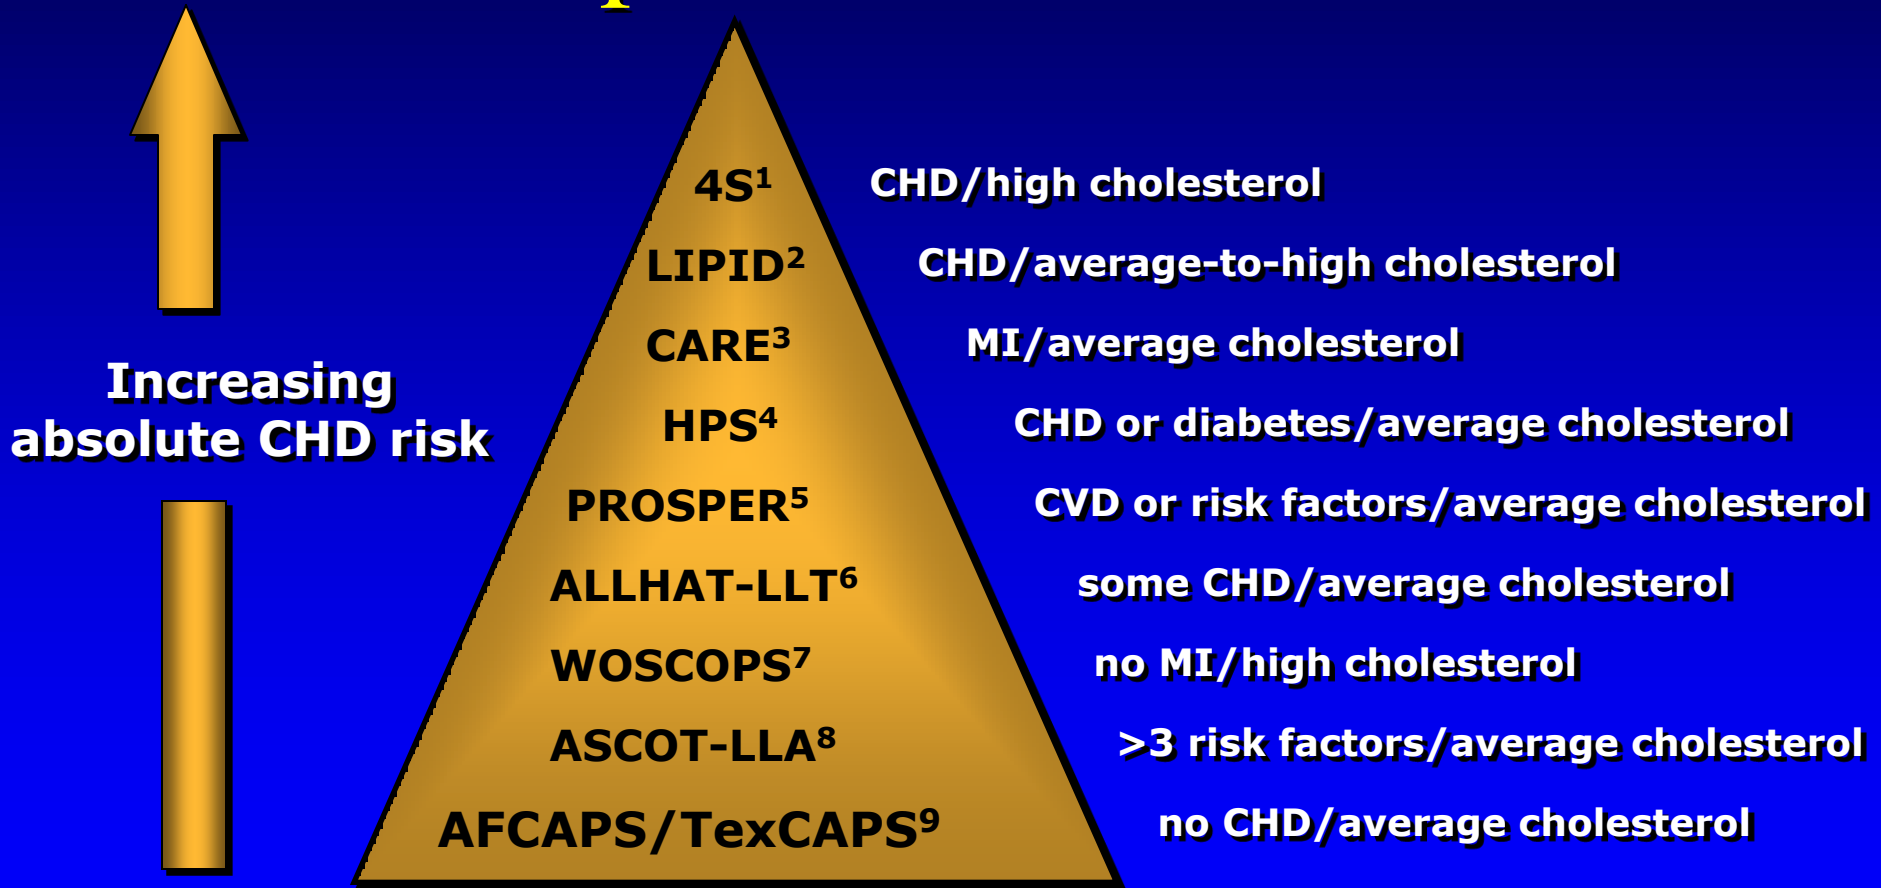 4S¹ CHD/high cholesterol
LIPID² CHD/average-to-high cholesterol
CARE³ MI/average cholesterol
Increasing
absolute CHD risk
HPS⁴ CHD or diabetes/average cholesterol
PROSPER⁵ CVD or risk factors/average cholesterol
ALLHAT-LLT⁶ some CHD/average cholesterol
WOSCOPS⁷ no MI/high cholesterol
ASCOT-LLA⁸ >3 risk factors/average cholesterol
AFCAPS/TexCAPS⁹ no CHD/average cholesterol